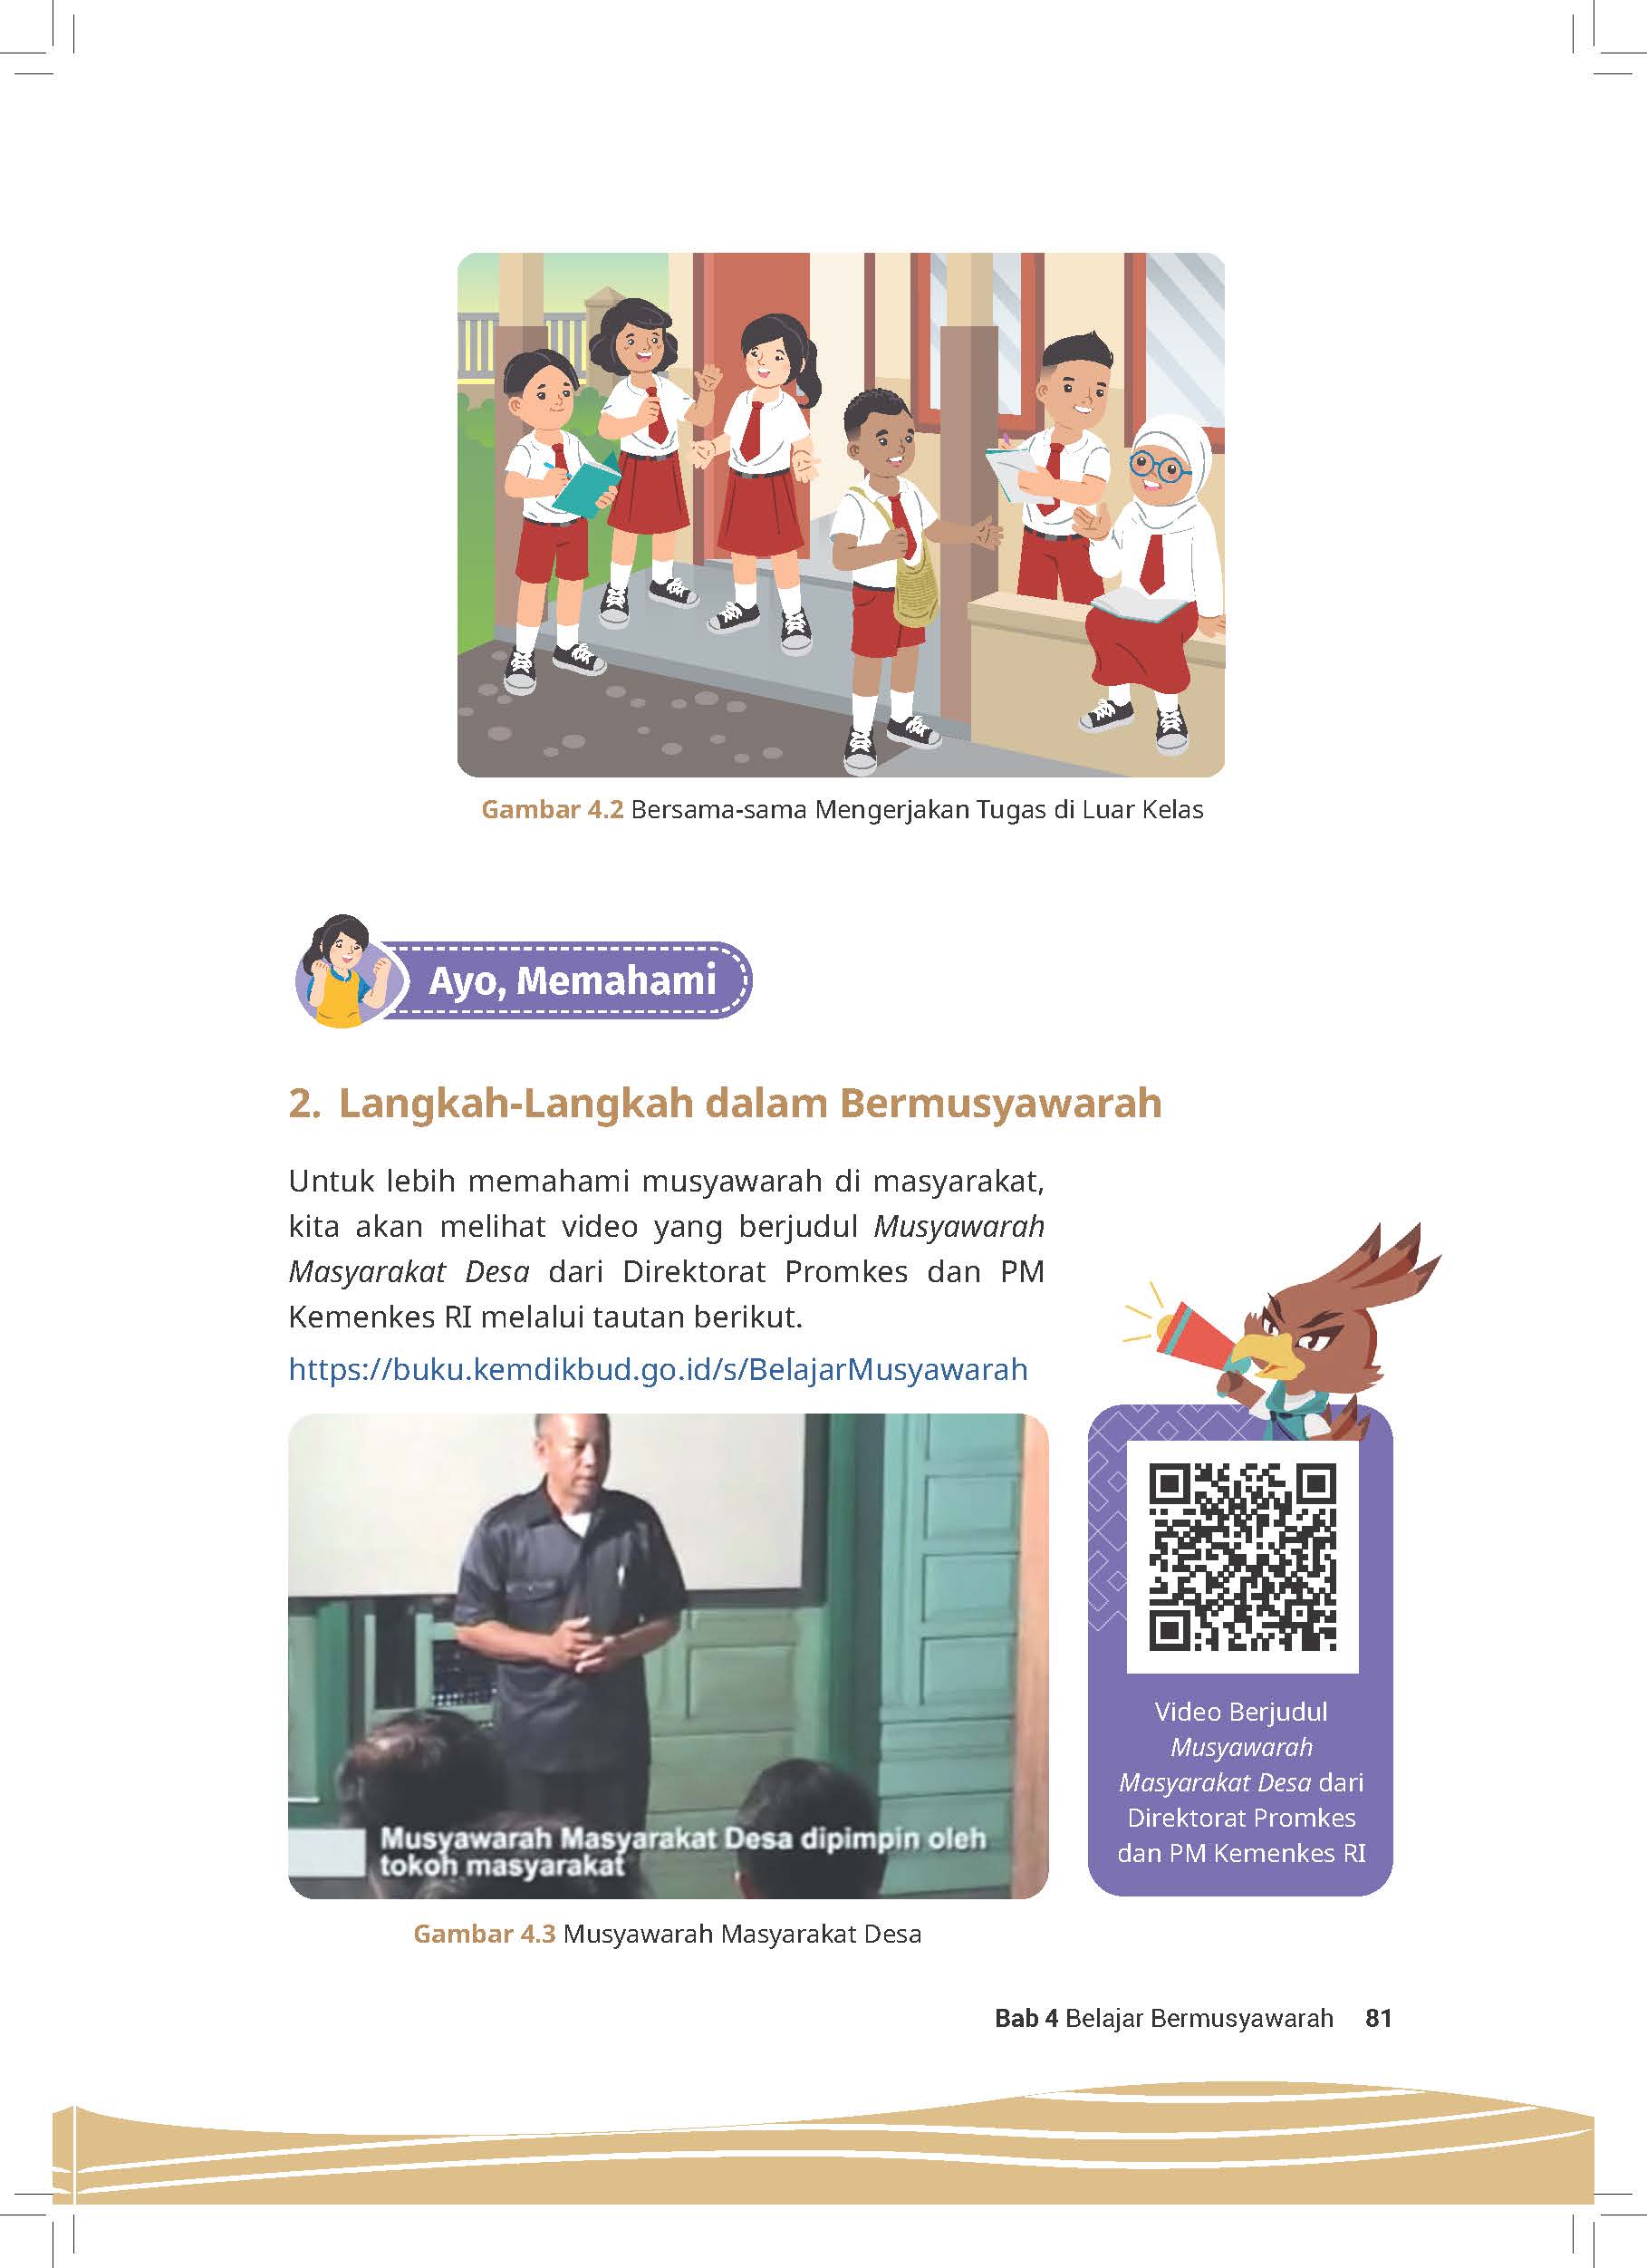 Gambar 4.2 Bersama-sama Mengerjakan Tugas di Luar Kelas
Ayo, Memahami
2. Langkah-Langkah dalam Bermusyawarah
Untuk lebih memahami musyawarah di masyarakat,
kita akan melihat video yang berjudul Musyawarah
Masyarakat Desa dari Direktorat Promkes dan PM
Kemenkes RI melalui tautan berikut.
https://buku.kemdikbud.go.id/s/BelajarMusyawarah
Musyawarah Masyarakat Desa dipimpin oleh
tokoh masyarakat
Gambar 4.3 Musyawarah Masyarakat Desa
Video Berjudul
Musyawarah
Masyarakat Desa dari
Direktorat Promkes
dan PM Kemenkes RI
Bab 4 Belajar Bermusyawarah 81